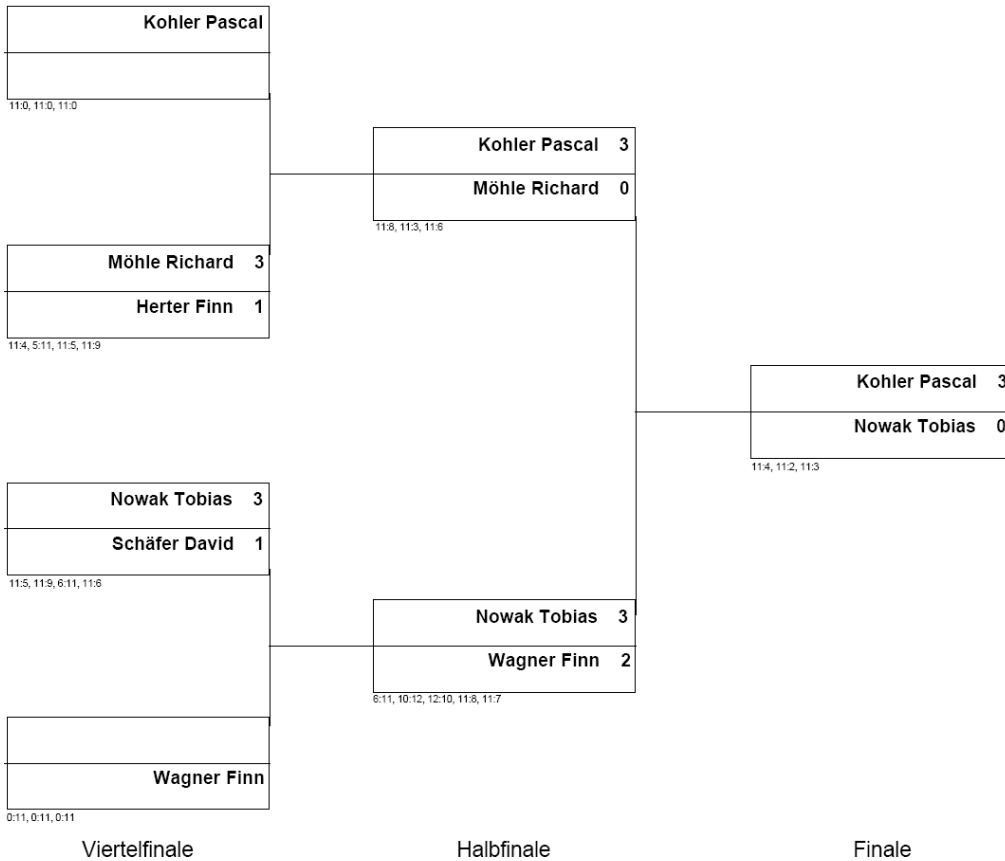 Kohler Pascal
11:0, 11:0, 11:0
Möhle Richard 3
Herter Finn 1
11:4, 5:11, 11:5, 11:9
Nowak Tobias 3
Schäfer David 1
11:5, 11:9, 6:11, 11:6
Wagner Finn
0:11, 0:11, 0:11
Viertelfinale
Kohler Pascal 3
Möhle Richard 0
11:8, 11:3, 11:6
Nowak Tobias 3
Wagner Finn 2
6:11, 10:12, 12:10, 11:8, 11:7
Halbfinale
Kohler Pascal 3
Nowak Tobias 0
11:4, 11:2, 11:3
Finale